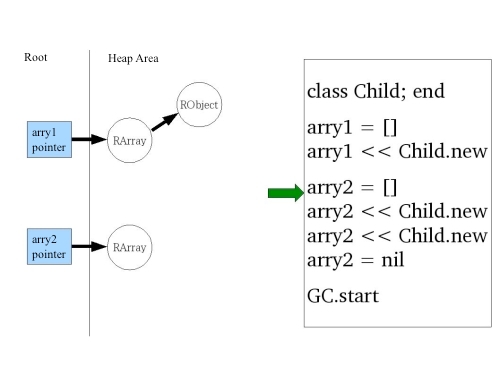 Root
Heap Area
arry1
pointer
RArray
RObject
arry2
pointer
RArray
class Child; end
arry1 = []
arry1 << Child.new
arry2 = []
arry2 << Child.new
arry2 << Child.new
arry2 = nil
GC.start